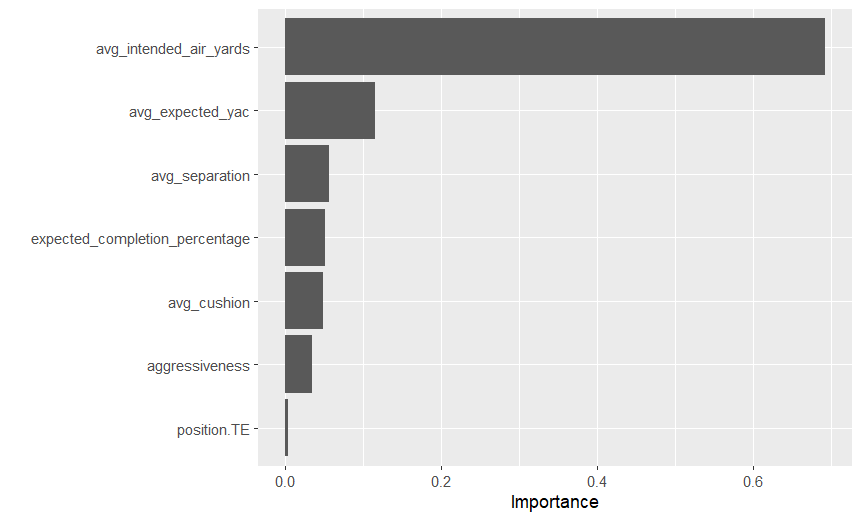 avg_intended_air_yards
avg_expected_yac
avg_separation
expected_completion_percentage
avg_cushion
aggressiveness
position.TE
0.0 0.2 0.4 0.6
Importance